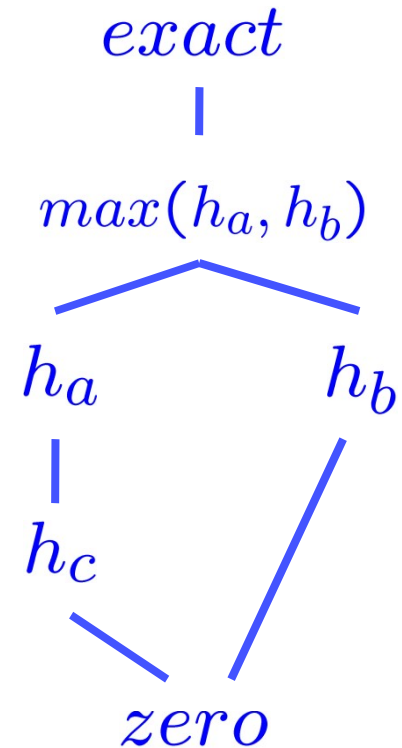 exact
max(h_a, h_b)
h_a h_b
h_c
zero